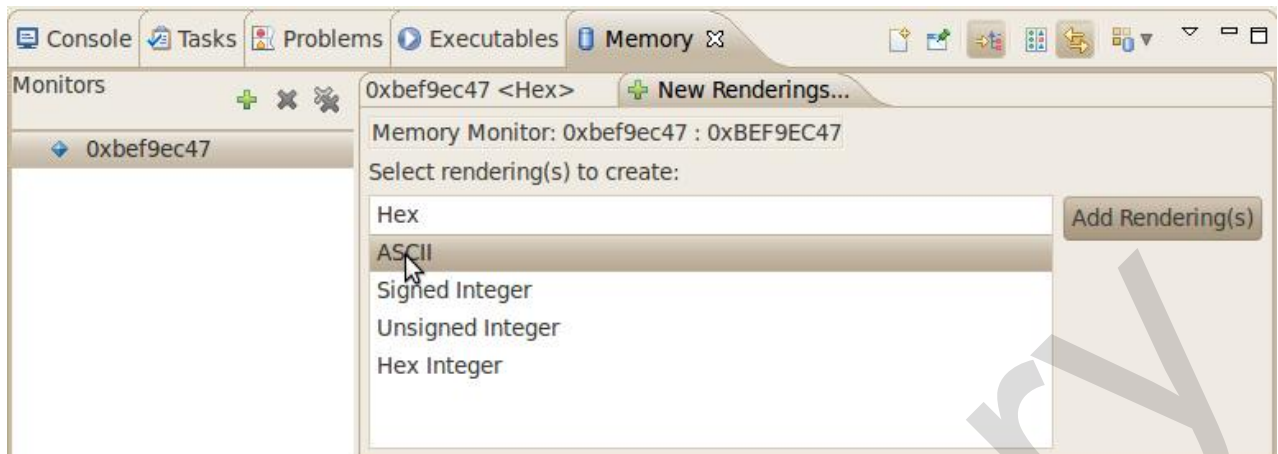 Console Tasks Problems Executables Memory
Monitors
0xbef9ec47
0xbef9ec47 <Hex> New Renderings...
Memory Monitor: 0xbef9ec47 : 0xBEF9EC47
Select rendering(s) to create:
Hex
ASCII
Signed Integer
Unsigned Integer
Hex Integer
Add Rendering(s)
ry